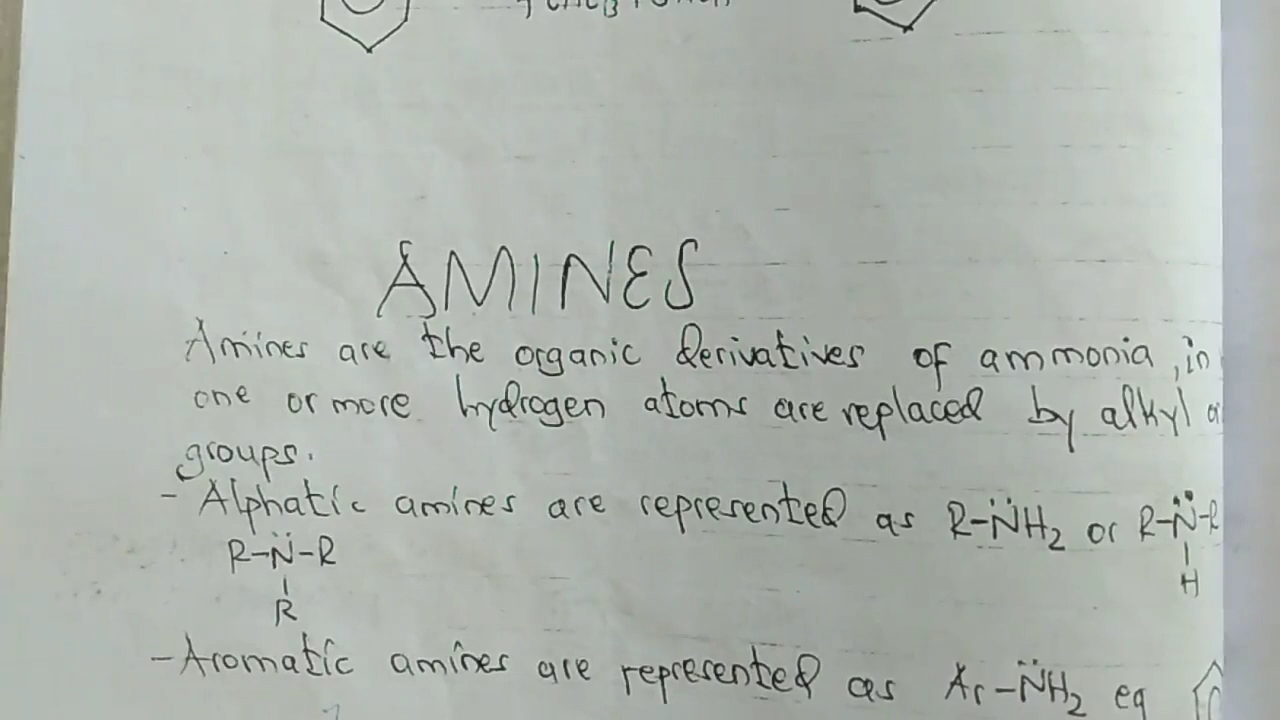 AMINES
Amines are the organic derivatives of ammonia, in
one or more hydrogen atoms are replaced by alkyl
groups.
- Alphatic amines are represented as R-N̈H₂ or R-N̈-R
H
R-N̈-R
R
-Aromatic amines are represented as Ar-N̈H₂ eg